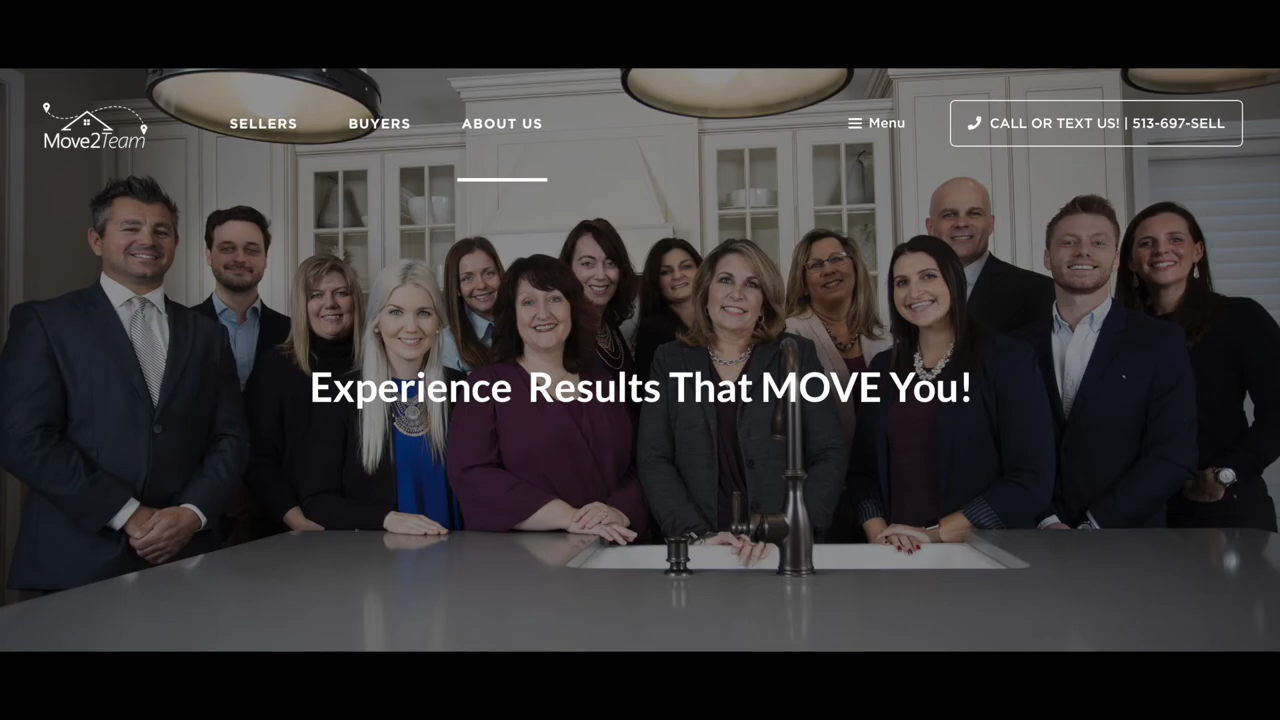 Move2Team
SELLERS
BUYERS
ABOUT US
Menu
CALL OR TEXT US! | 513-697-SELL
Experience Results That MOVE You!